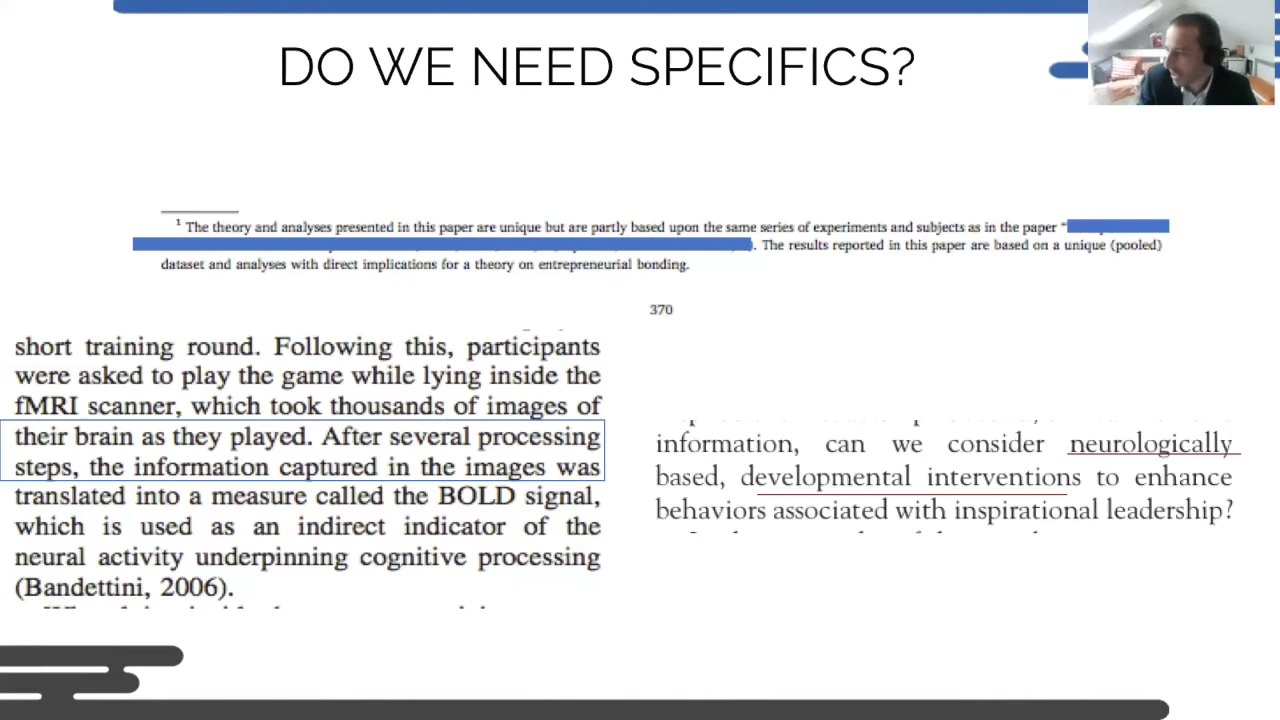 DO WE NEED SPECIFICS?
1 The theory and analyses presented in this paper are unique but are partly based upon the same series of experiments and subjects as in the paper “
). The results reported in this paper are based on a unique (pooled)
dataset and analyses with direct implications for a theory on entrepreneurial bonding.
370
short training round. Following this, participants
were asked to play the game while lying inside the
fMRI scanner, which took thousands of images of
their brain as they played. After several processing
steps, the information captured in the images was
translated into a measure called the BOLD signal,
which is used as an indirect indicator of the
neural activity underpinning cognitive processing
(Bandettini, 2006).
information, can we consider neurologically
based, developmental interventions to enhance
behaviors associated with inspirational leadership?